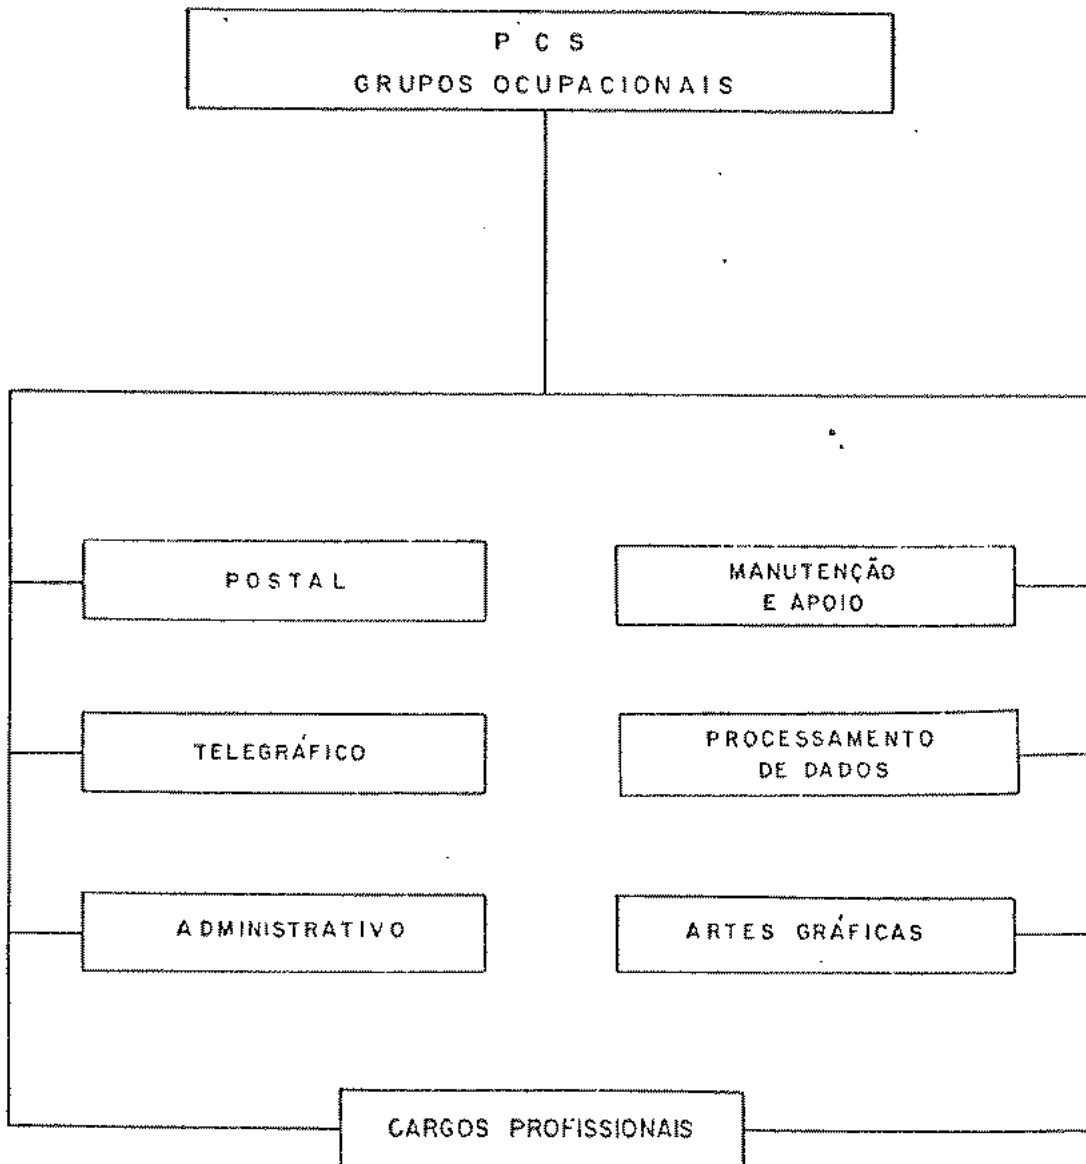 P C S
GRUPOS OCUPACIONAIS
POSTAL
MANUTENÇÃO
E APOIO
TELEGRÁFICO
PROCESSAMENTO
DE DADOS
ADMINISTRATIVO
ARTES GRÁFICAS
CARGOS PROFISSIONAIS